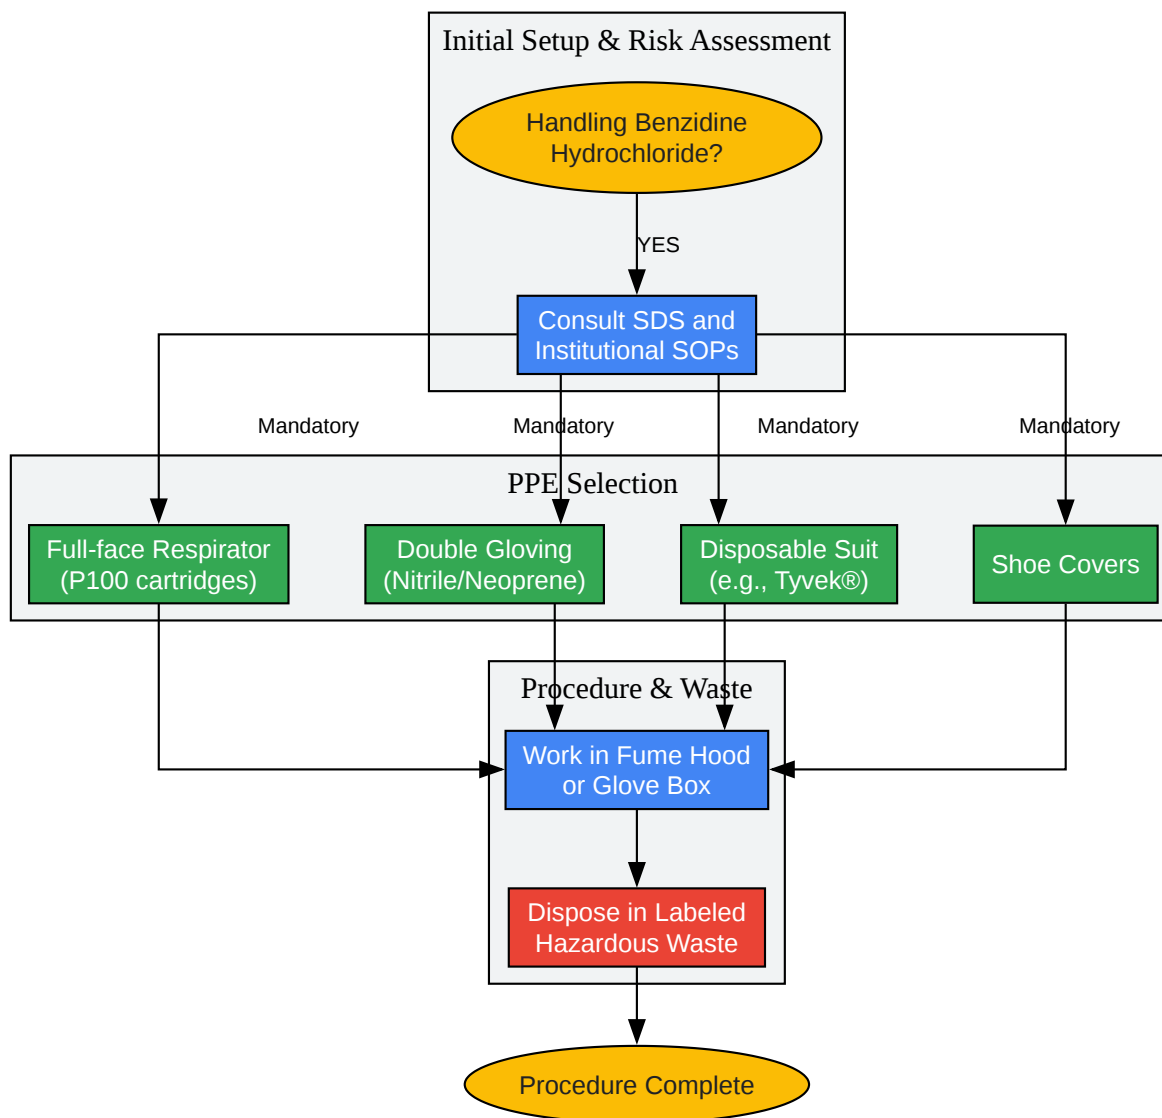 Initial Setup & Risk Assessment
Handling Benzidine
Hydrochloride?
YES
Consult SDS and
Institutional SOPs
Mandatory
Mandatory
Mandatory
Mandatory
PPE Selection
Full-face Respirator
(P100 cartridges)
Double Gloving
(Nitrile/Neoprene)
Disposable Suit
(e.g., Tyvek®)
Shoe Covers
Procedure & Waste
Work in Fume Hood
or Glove Box
Dispose in Labeled
Hazardous Waste
Procedure Complete